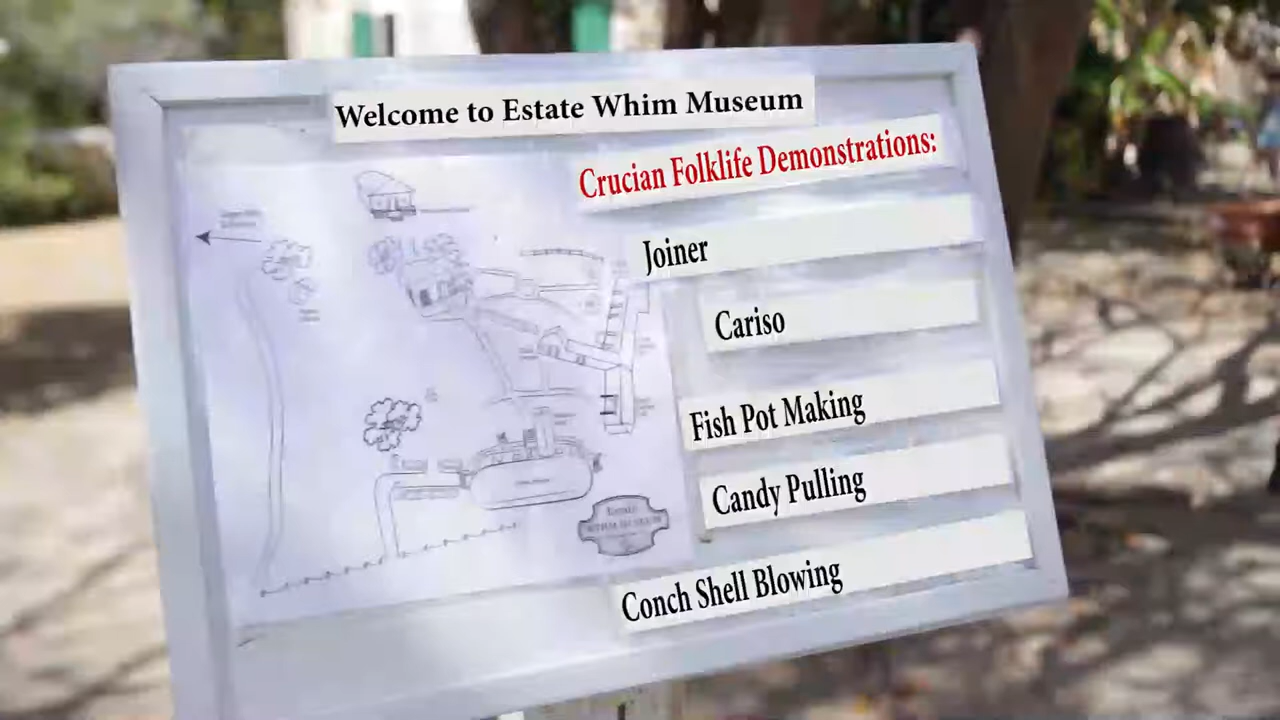 Welcome to Estate Whim Museum
Crucian Folklife Demonstrations:
Joiner
Cariso
Fish Pot Making
Candy Pulling
Conch Shell Blowing